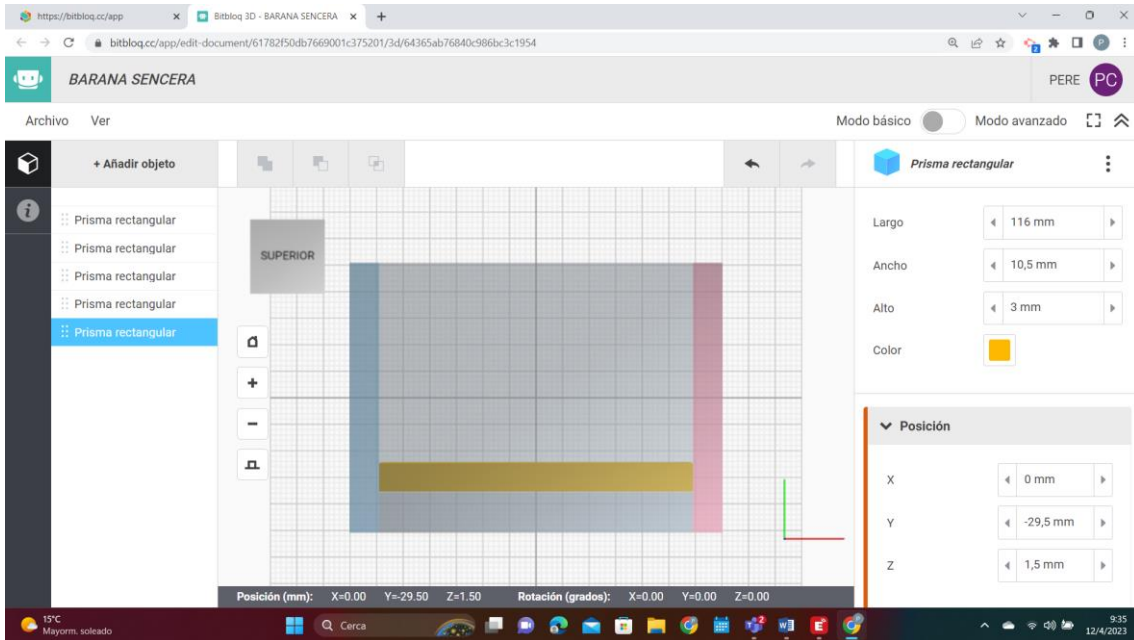 https://bitbloq.cc/app
Bitbloq 3D - BARANA SENCERA
bitbloq.cc/app/edit-document/61782f50db7669001c375201/3d/64365ab76840c986bc3c1954
P
BARANA SENCERA
PERE PC
Archivo Ver
Modo básico Modo avanzado
+ Añadir objeto
Prisma rectangular
Prisma rectangular
Prisma rectangular
Prisma rectangular
Prisma rectangular
Prisma rectangular
SUPERIOR
Largo 116 mm
Ancho 10,5 mm
Alto 3 mm
Color
Posición
X 0 mm
Y -29,5 mm
Z 1,5 mm
Posición (mm): X=0.00 Y=-29.50 Z=1.50 Rotación (grados): X=0.00 Y=0.00 Z=0.00
15°C
Mayorm. soleado
Cerca
9:35
12/4/2023